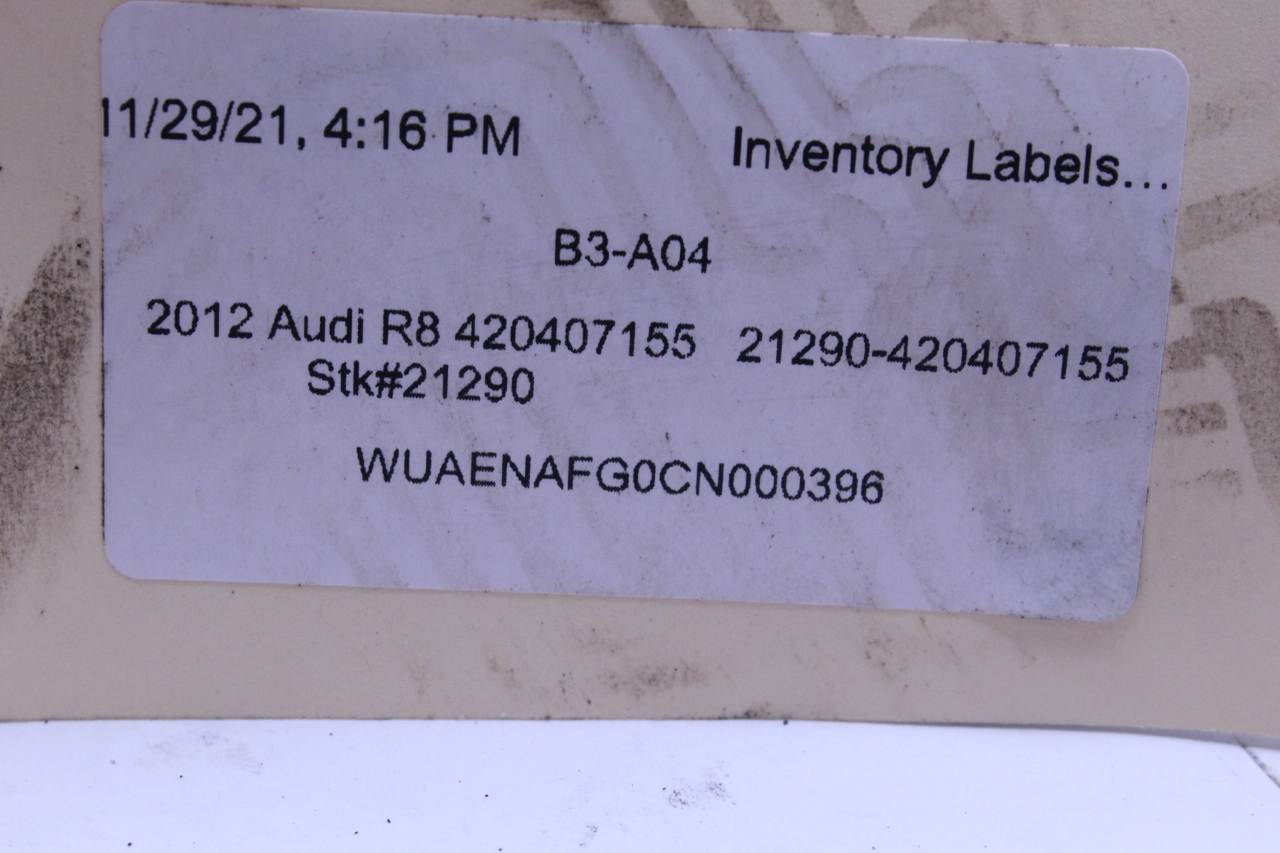 11/29/21, 4:16 PM Inventory Labels...
B3-A04
2012 Audi R8 420407155 21290-420407155
Stk#21290
WUAENAFG0CN000396